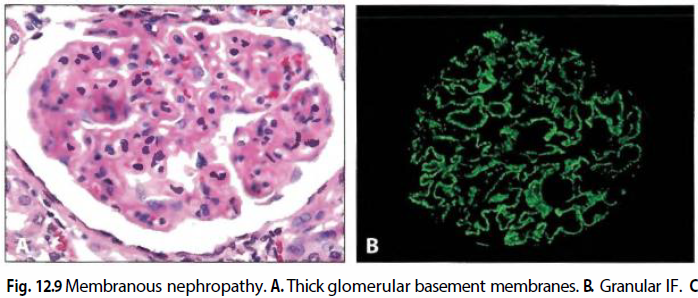 A
B
Fig. 12.9 Membranous nephropathy. A. Thick glomerular basement membranes. B. Granular IF. C